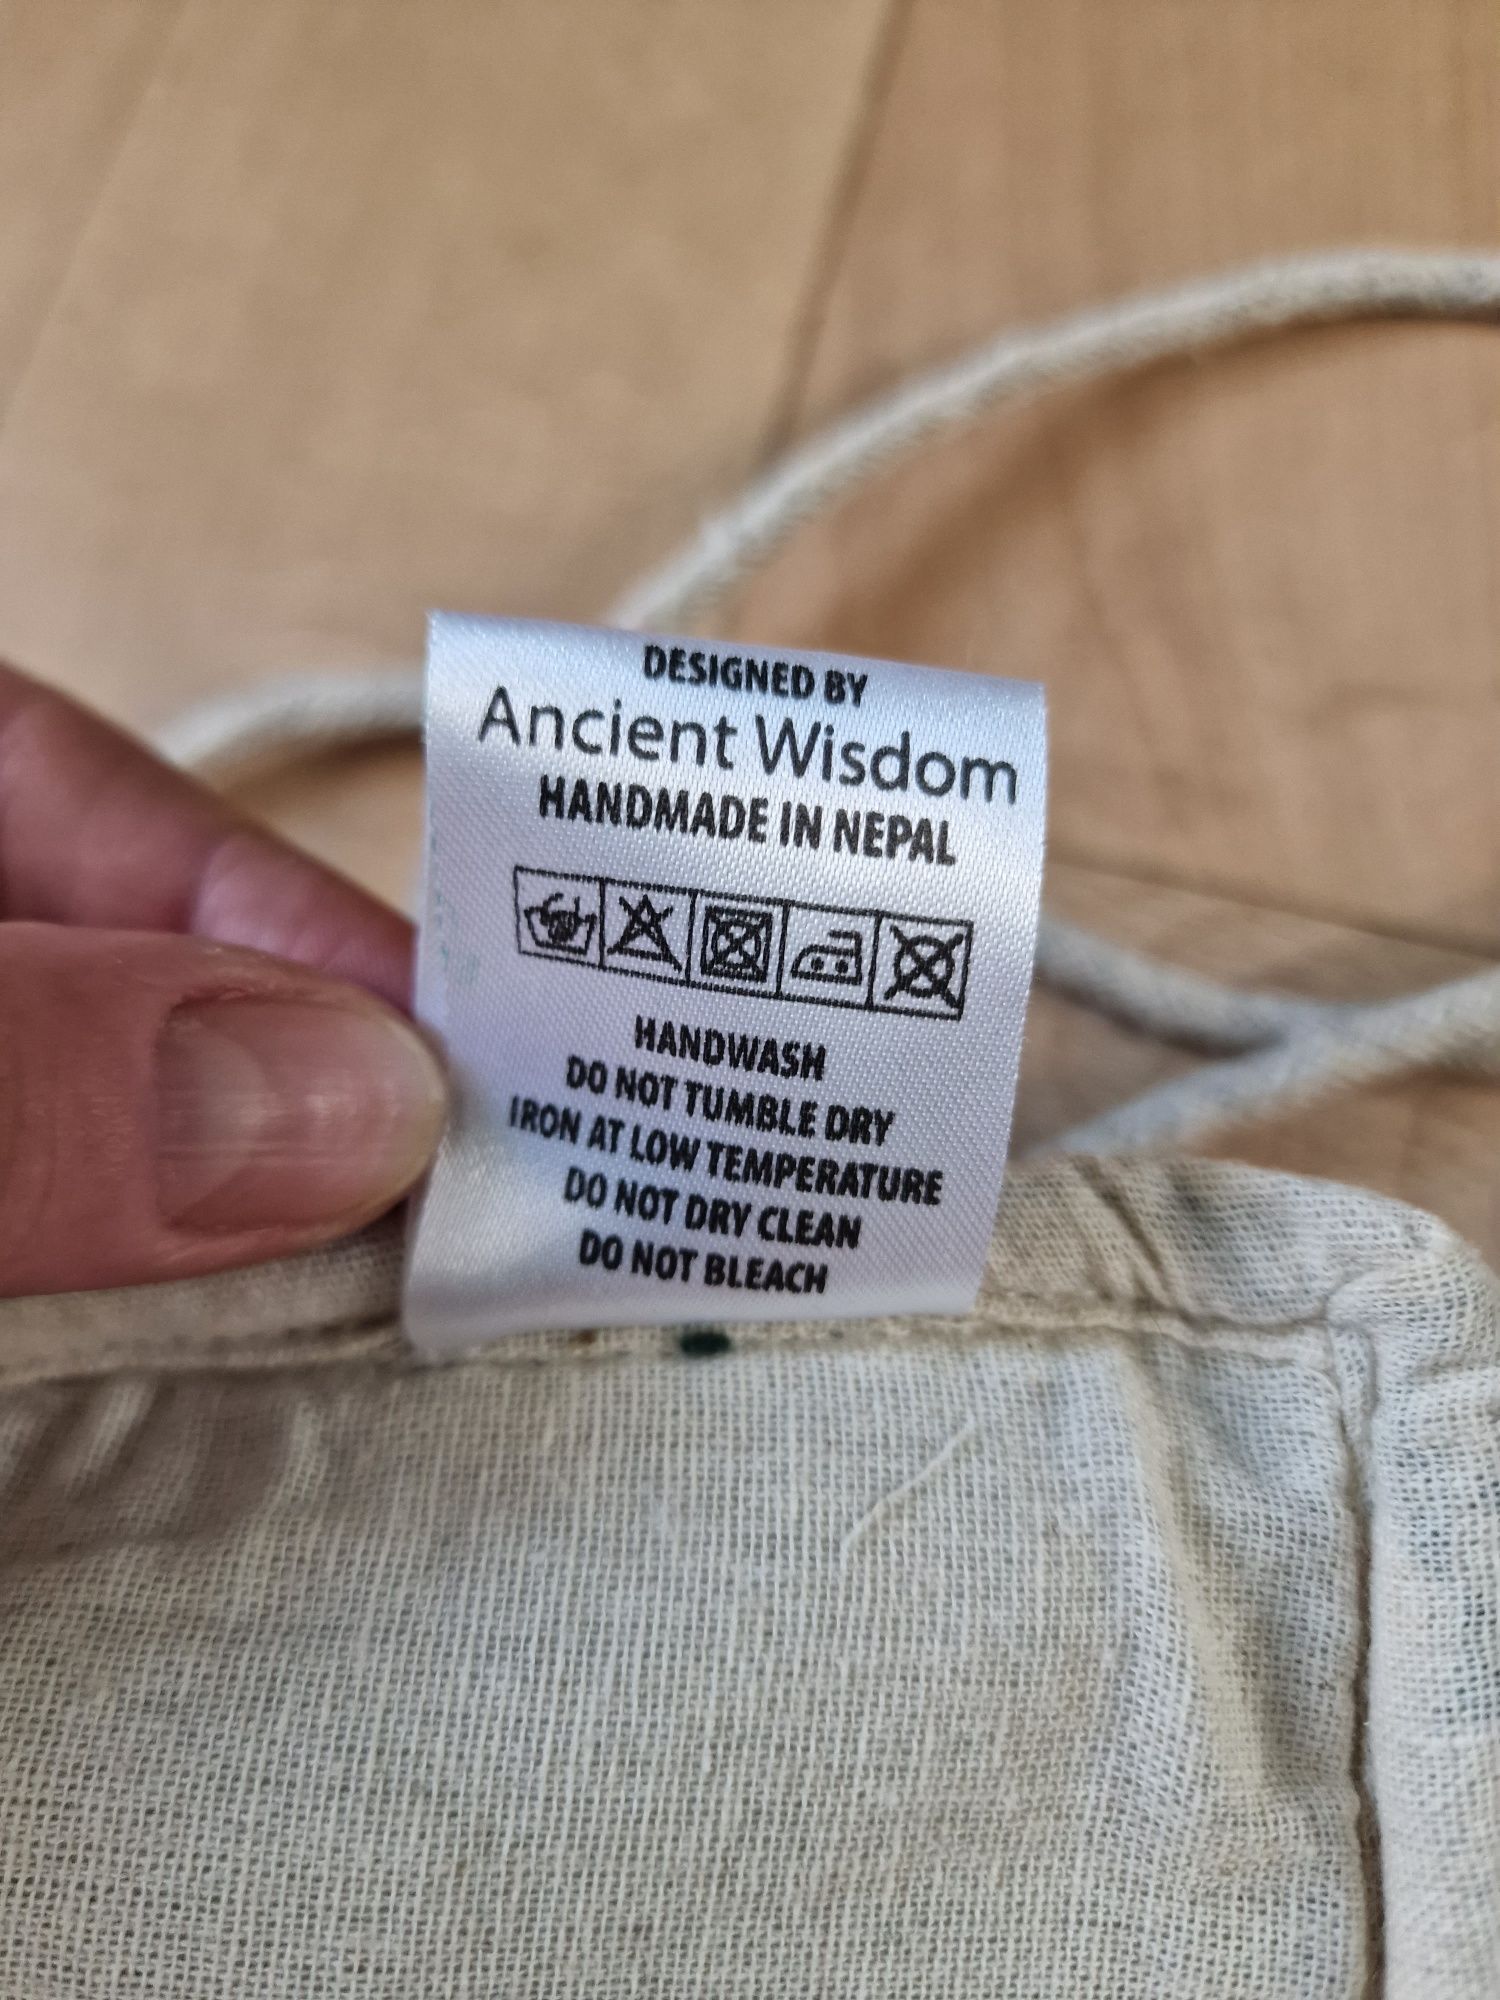 DESIGNED BY
Ancient Wisdom
HANDMADE IN NEPAL
HANDWASH
DO NOT TUMBLE DRY
IRON AT LOW TEMPERATURE
DO NOT DRY CLEAN
DO NOT BLEACH